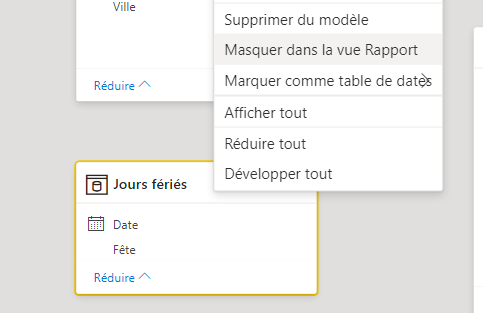 Ville
Réduire
Supprimer du modèle
Masquer dans la vue Rapport
Marquer comme table de dates
Afficher tout
Réduire tout
Développer tout
Jours fériés
Date
Fête
Réduire